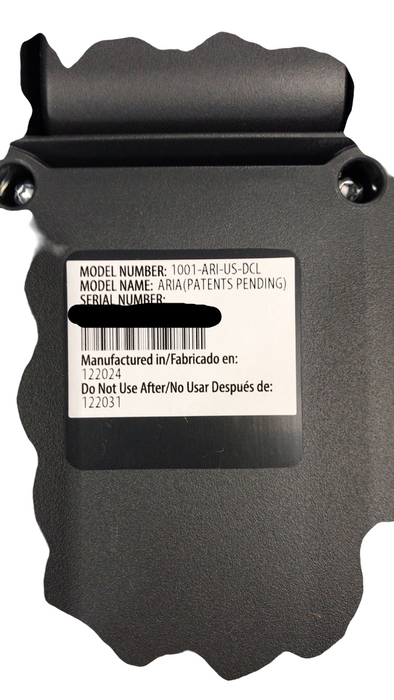 MODEL NUMBER: 1001-ARI-US-DCL
MODEL NAME: ARIA(PATENTS PENDING)
SERIAL NUMBER:
Manufactured in/Fabricado en:
122024
Do Not Use After/No Usar Después de:
122031